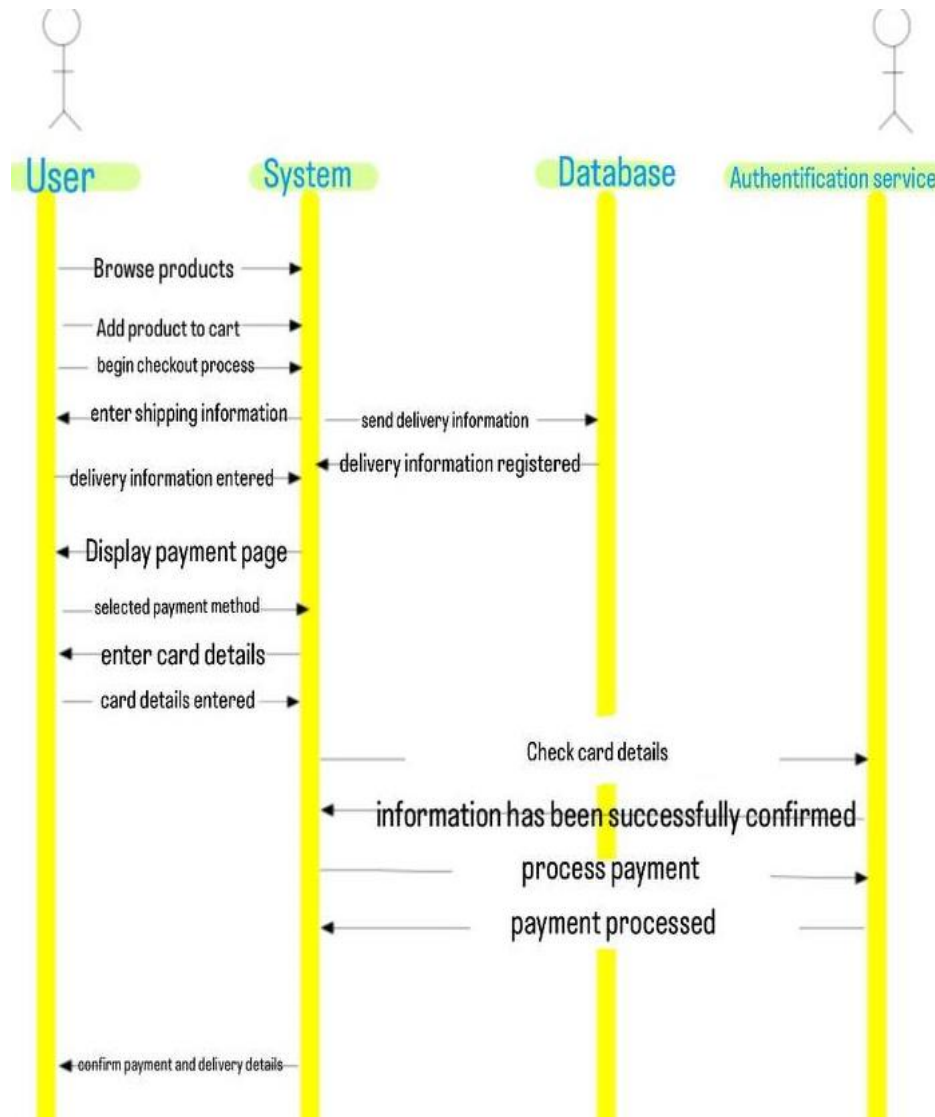 User
System
Database
Authentification service
Browse products
Add product to cart
begin checkout process
enter shipping information
send delivery information
delivery information registered
delivery information entered
Display payment page
selected payment method
enter card details
card details entered
Check card details
information has been successfully confirmed
process payment
payment processed
confirm payment and delivery details